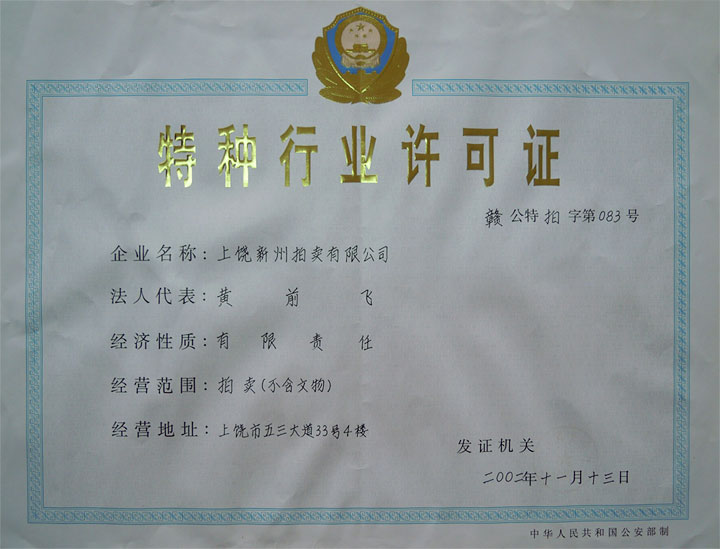 特种行业许可证
赣公特拍字第083号
企业名称：上饶新州拍卖有限公司
法人代表：黄前飞
经济性质：有限责任
经营范围：拍卖(不含文物)
经营地址：上饶市五三大道33号4楼
发证机关
二00二年十一月十三日
中华人民共和国公安部制